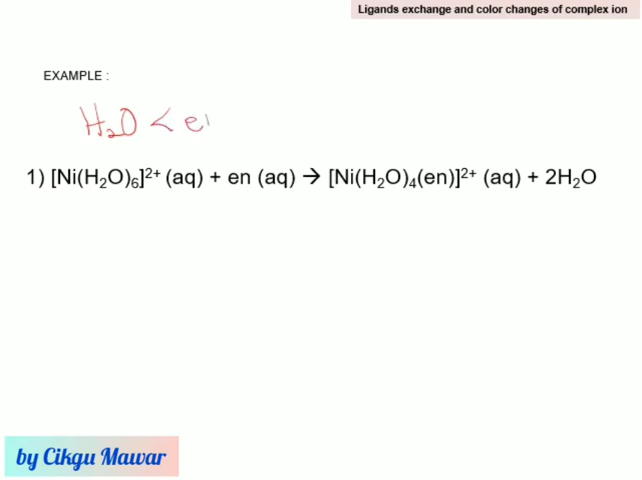 Ligands exchange and color changes of complex ion
EXAMPLE :
H₂O < en
1) [Ni(H₂O)₆]²⁺ (aq) + en (aq) → [Ni(H₂O)₄(en)]²⁺ (aq) + 2H₂O
by Cikgu Mawar